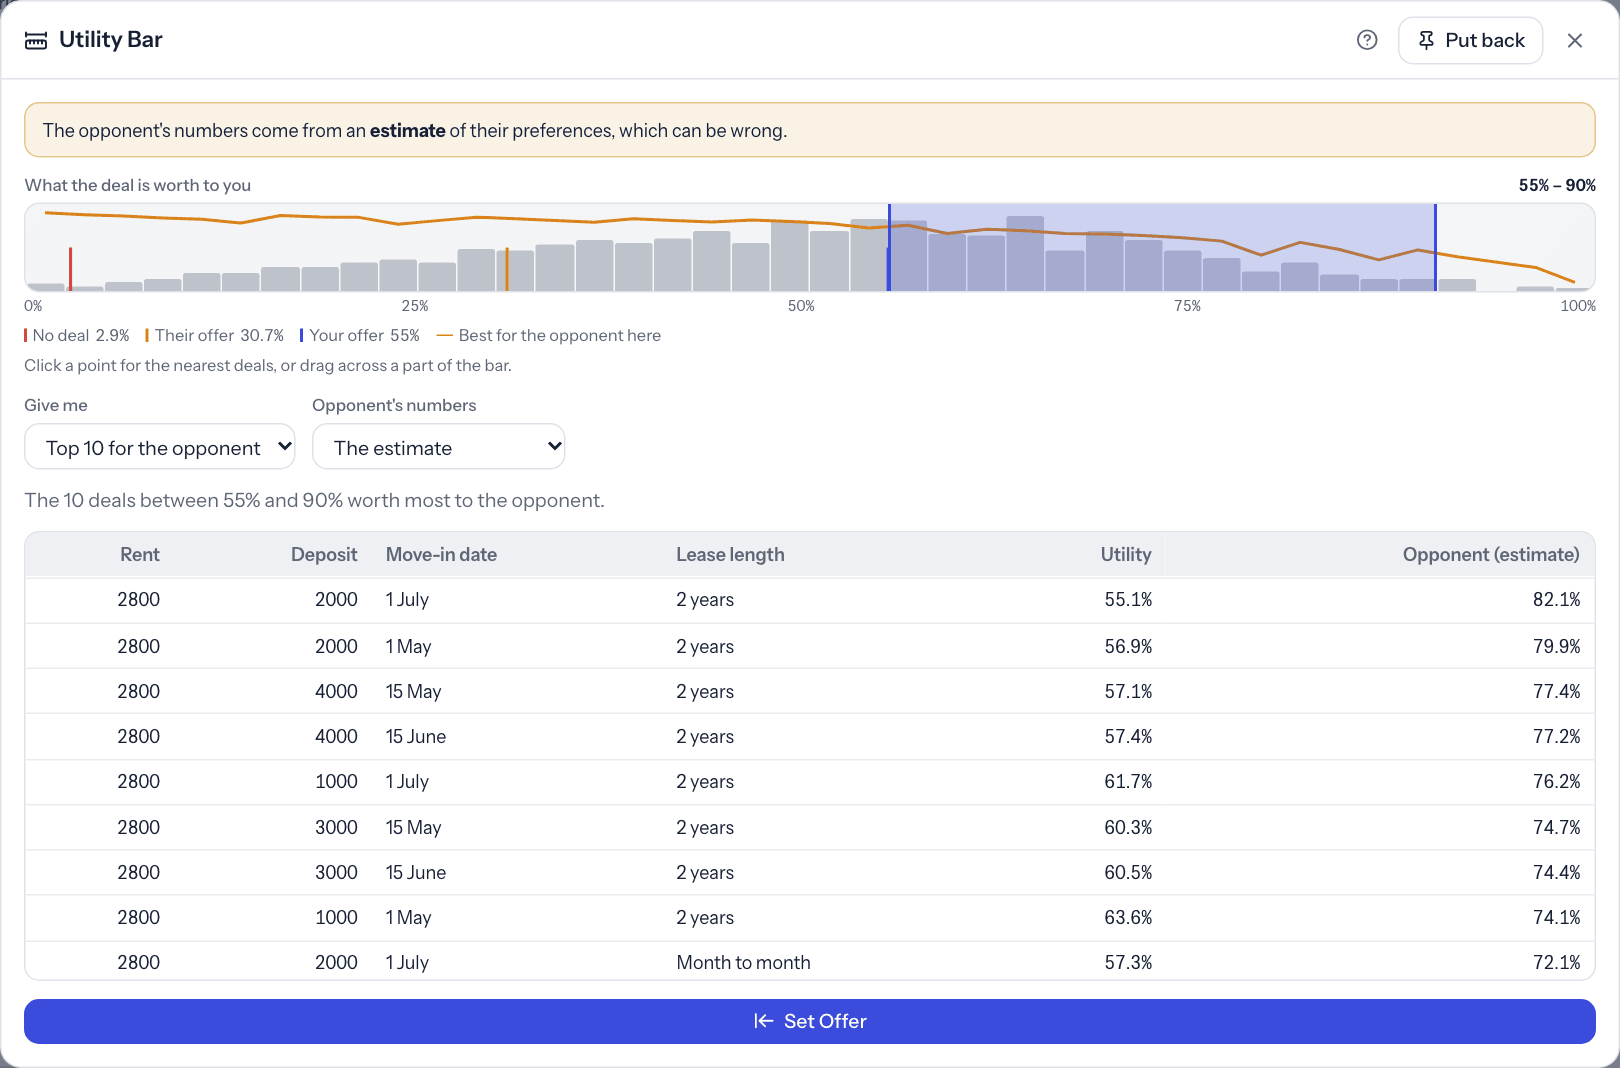 Utility Bar
Put back
The opponent's numbers come from an estimate of their preferences, which can be wrong.
What the deal is worth to you 55% – 90%
0% 25% 50% 75% 100%
No deal 2.9% Their offer 30.7% Your offer 55% Best for the opponent here
Click a point for the nearest deals, or drag across a part of the bar.
Give me Opponent's numbers
Top 10 for the opponent The estimate
The 10 deals between 55% and 90% worth most to the opponent.
Rent Deposit Move-in date Lease length Utility Opponent (estimate)
2800 2000 1 July 2 years 55.1% 82.1%
2800 2000 1 May 2 years 56.9% 79.9%
2800 4000 15 May 2 years 57.1% 77.4%
2800 4000 15 June 2 years 57.4% 77.2%
2800 1000 1 July 2 years 61.7% 76.2%
2800 3000 15 May 2 years 60.3% 74.7%
2800 3000 15 June 2 years 60.5% 74.4%
2800 1000 1 May 2 years 63.6% 74.1%
2800 2000 1 July Month to month 57.3% 72.1%
Set Offer